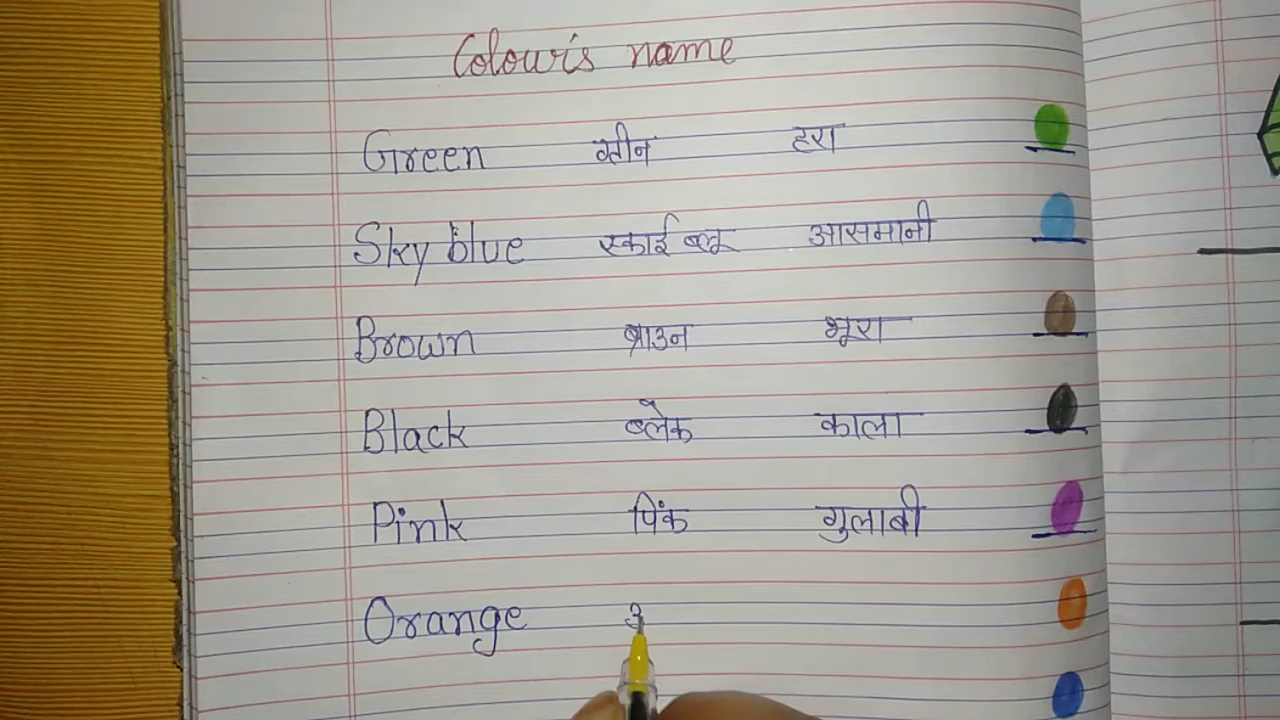 Colour's name
Green ग्रीन हरा
Sky blue स्काई ब्लू आसमानी
Brown ब्राउन भूरा
Black ब्लैक काला
Pink पिंक गुलाबी
Orange